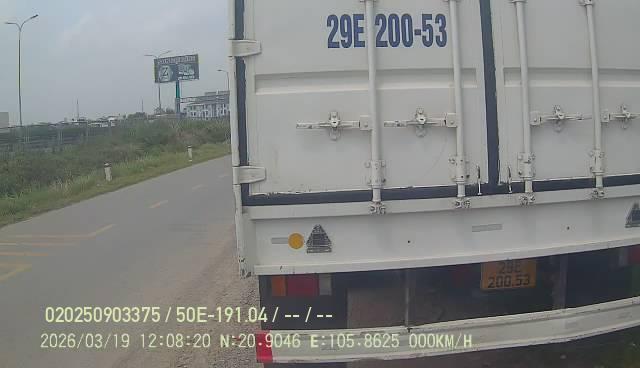 29E 200-53
29E
200.53
020250903375 / 50E-191.04 / -- / --
2026/03/19 12:08:20 N:20.9046 E:105.8625 000KM/H